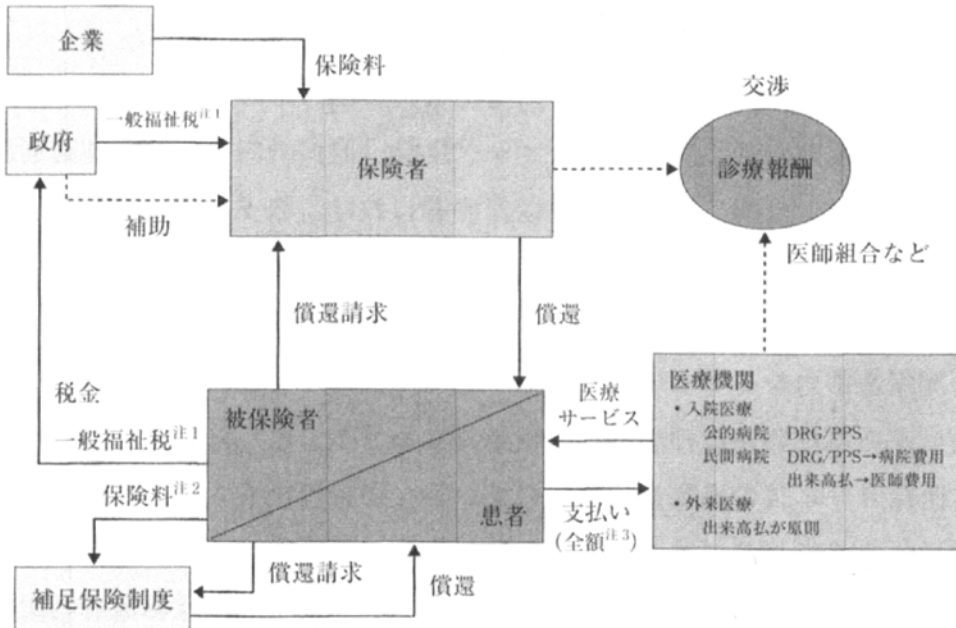 企業
保険料
交渉
政府
一般福祉税注1
保険者
診療報酬
補助
医師組合など
償還請求
償還
税金
一般福祉税注1
被保険者
患者
医療
サービス
支払い
(全額注3)
医療機関
・入院医療
公的病院 DRG/PPS
民間病院 DRG/PPS→病院費用
出来高払→医師費用
・外来医療
出来高払が原則
保険料注2
補足保険制度
償還請求
償還